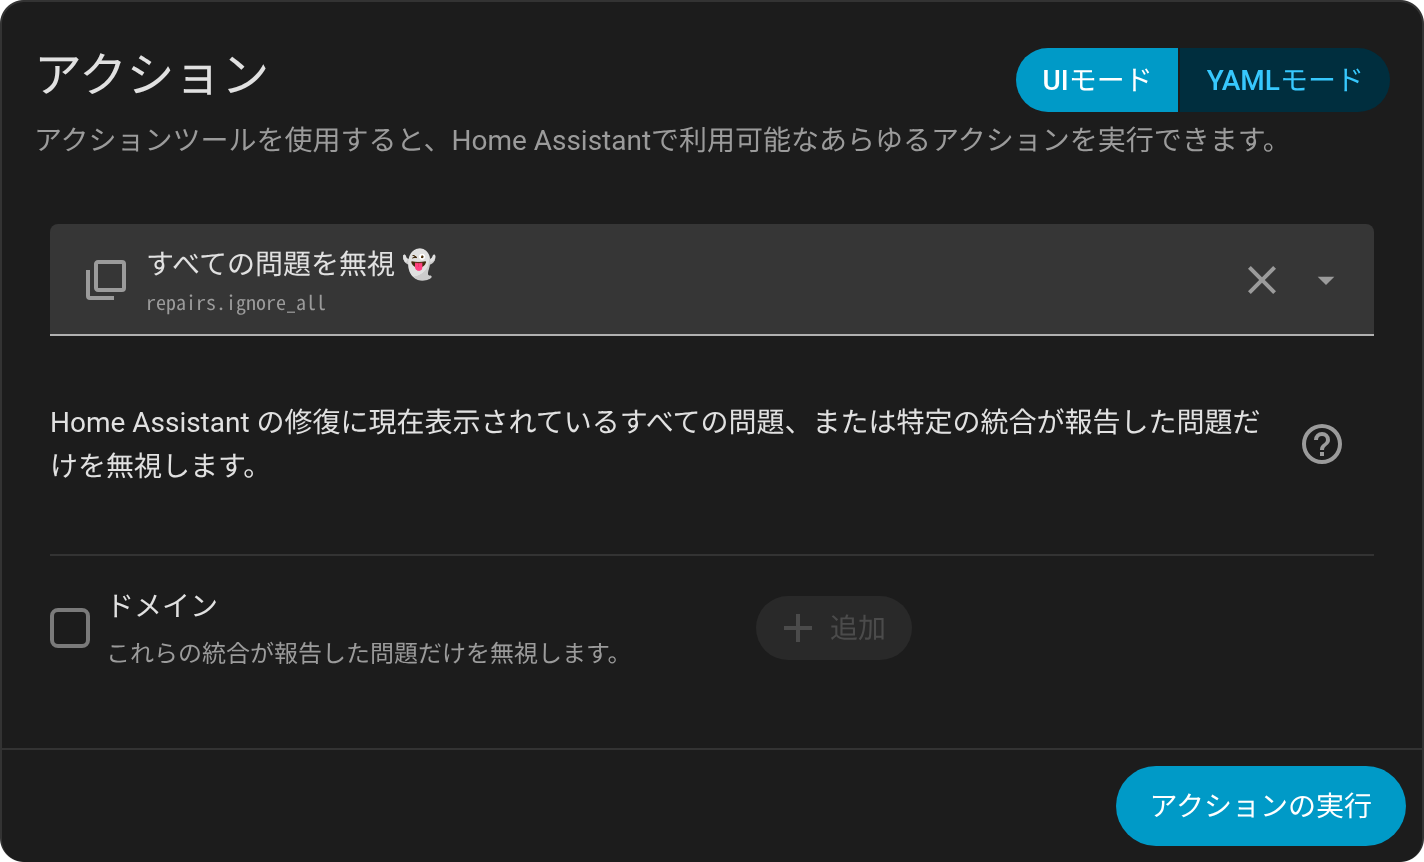 アクション
UIモード
YAMLモード
アクションツールを使用すると、Home Assistantで利用可能なあらゆるアクションを実行できます。
すべての問題を無視 👻
repairs.ignore_all
Home Assistant の修復に現在表示されているすべての問題、または特定の統合が報告した問題だ
けを無視します。
ドメイン
これらの統合が報告した問題だけを無視します。
追加
アクションの実行